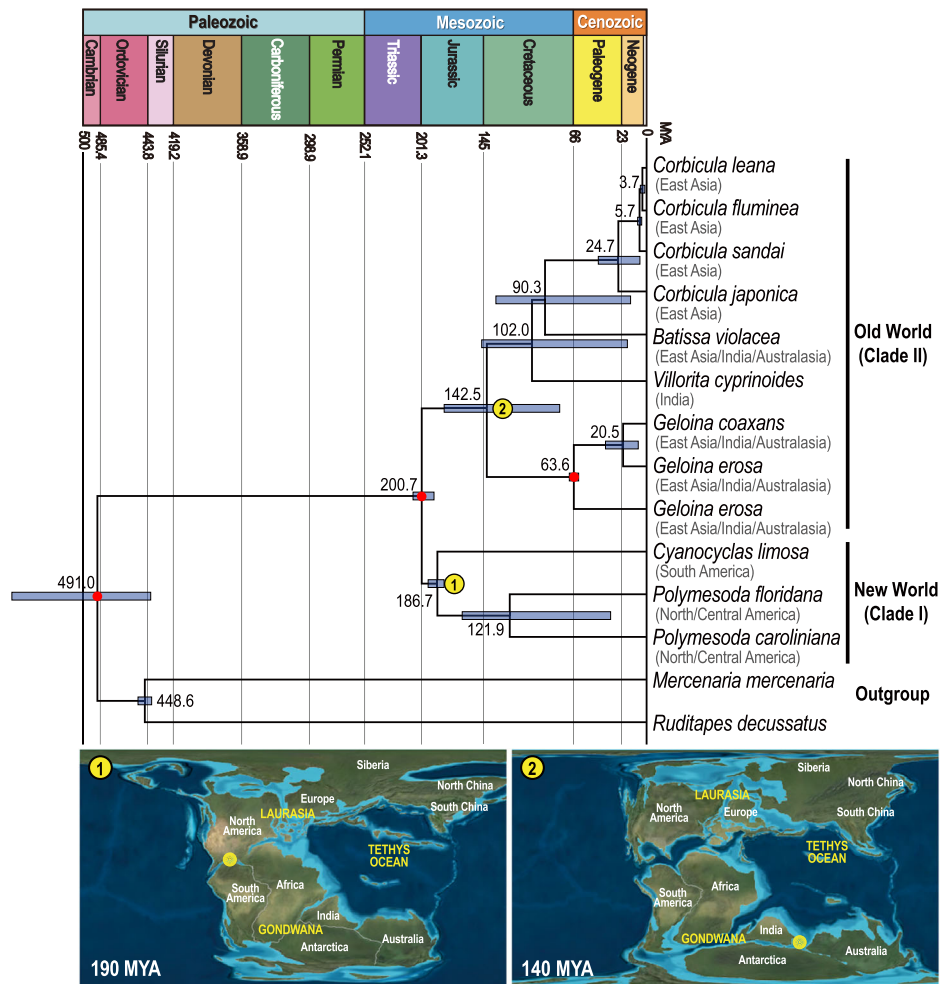 Paleozoic
Mesozoic
Cenozoic
Cambrian
Ordovician
Silurian
Devonian
Carboniferous
Permian
Triassic
Jurassic
Cretaceous
Paleogene
Neogene
500
485.4
443.8
419.2
358.9
298.9
252.1
201.3
145
66
23
0
MYA
Corbicula leana
(East Asia)
3.7
Corbicula fluminea
(East Asia)
5.7
Corbicula sandai
(East Asia)
24.7
Corbicula japonica
(East Asia)
90.3
Batissa violacea
(East Asia/India/Australasia)
102.0
Villorita cyprinoides
(India)
142.5
2
Geloina coaxans
(East Asia/India/Australasia)
20.5
Geloina erosa
(East Asia/India/Australasia)
63.6
Geloina erosa
(East Asia/India/Australasia)
200.7
Old World
(Clade II)
Cyanocyclas limosa
(South America)
1
186.7
Polymesoda floridana
(North/Central America)
121.9
Polymesoda caroliniana
(North/Central America)
New World
(Clade I)
491.0
Mercenaria mercenaria
448.6
Ruditapes decussatus
Outgroup
1
Siberia
North China
South China
Europe
LAURASIA
North
America
TETHYS
OCEAN
South
America
Africa
India
GONDWANA
Antarctica
Australia
190 MYA
2
Siberia
North China
South China
LAURASIA
Europe
North
America
TETHYS
OCEAN
South
America
Africa
India
GONDWANA
Antarctica
Australia
140 MYA